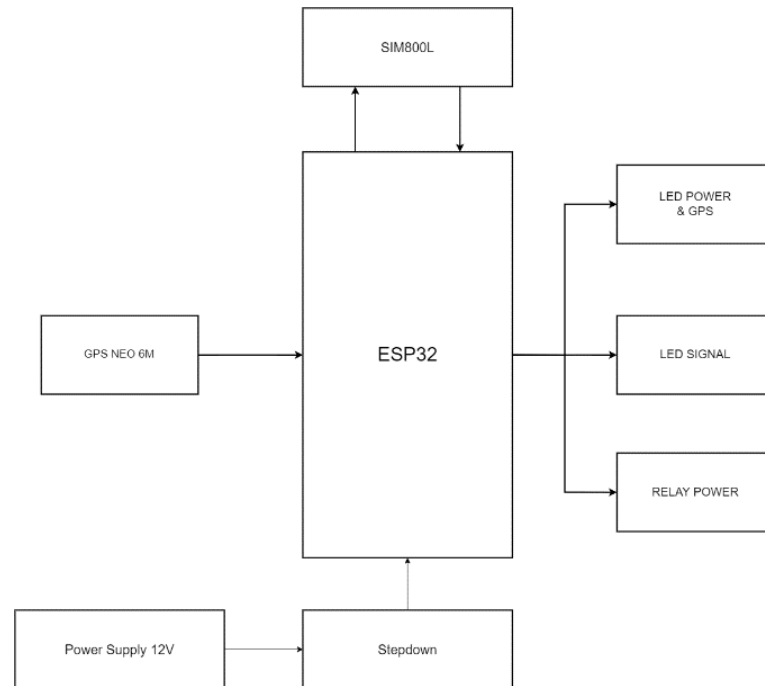 SIM800L
LED POWER
& GPS
GPS NEO 6M
ESP32
LED SIGNAL
RELAY POWER
Power Supply 12V
Stepdown